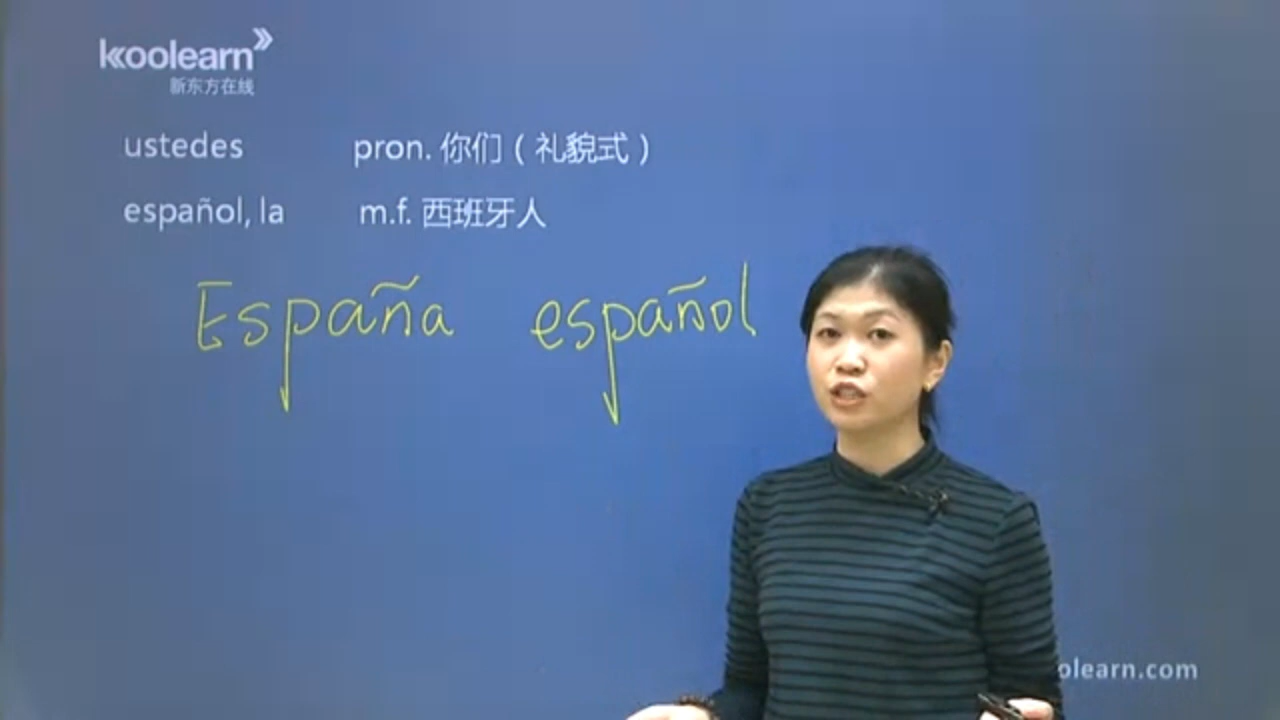 koolearn
新东方在线
ustedes pron. 你们（礼貌式）
español, la m.f. 西班牙人
España español
olearn.com